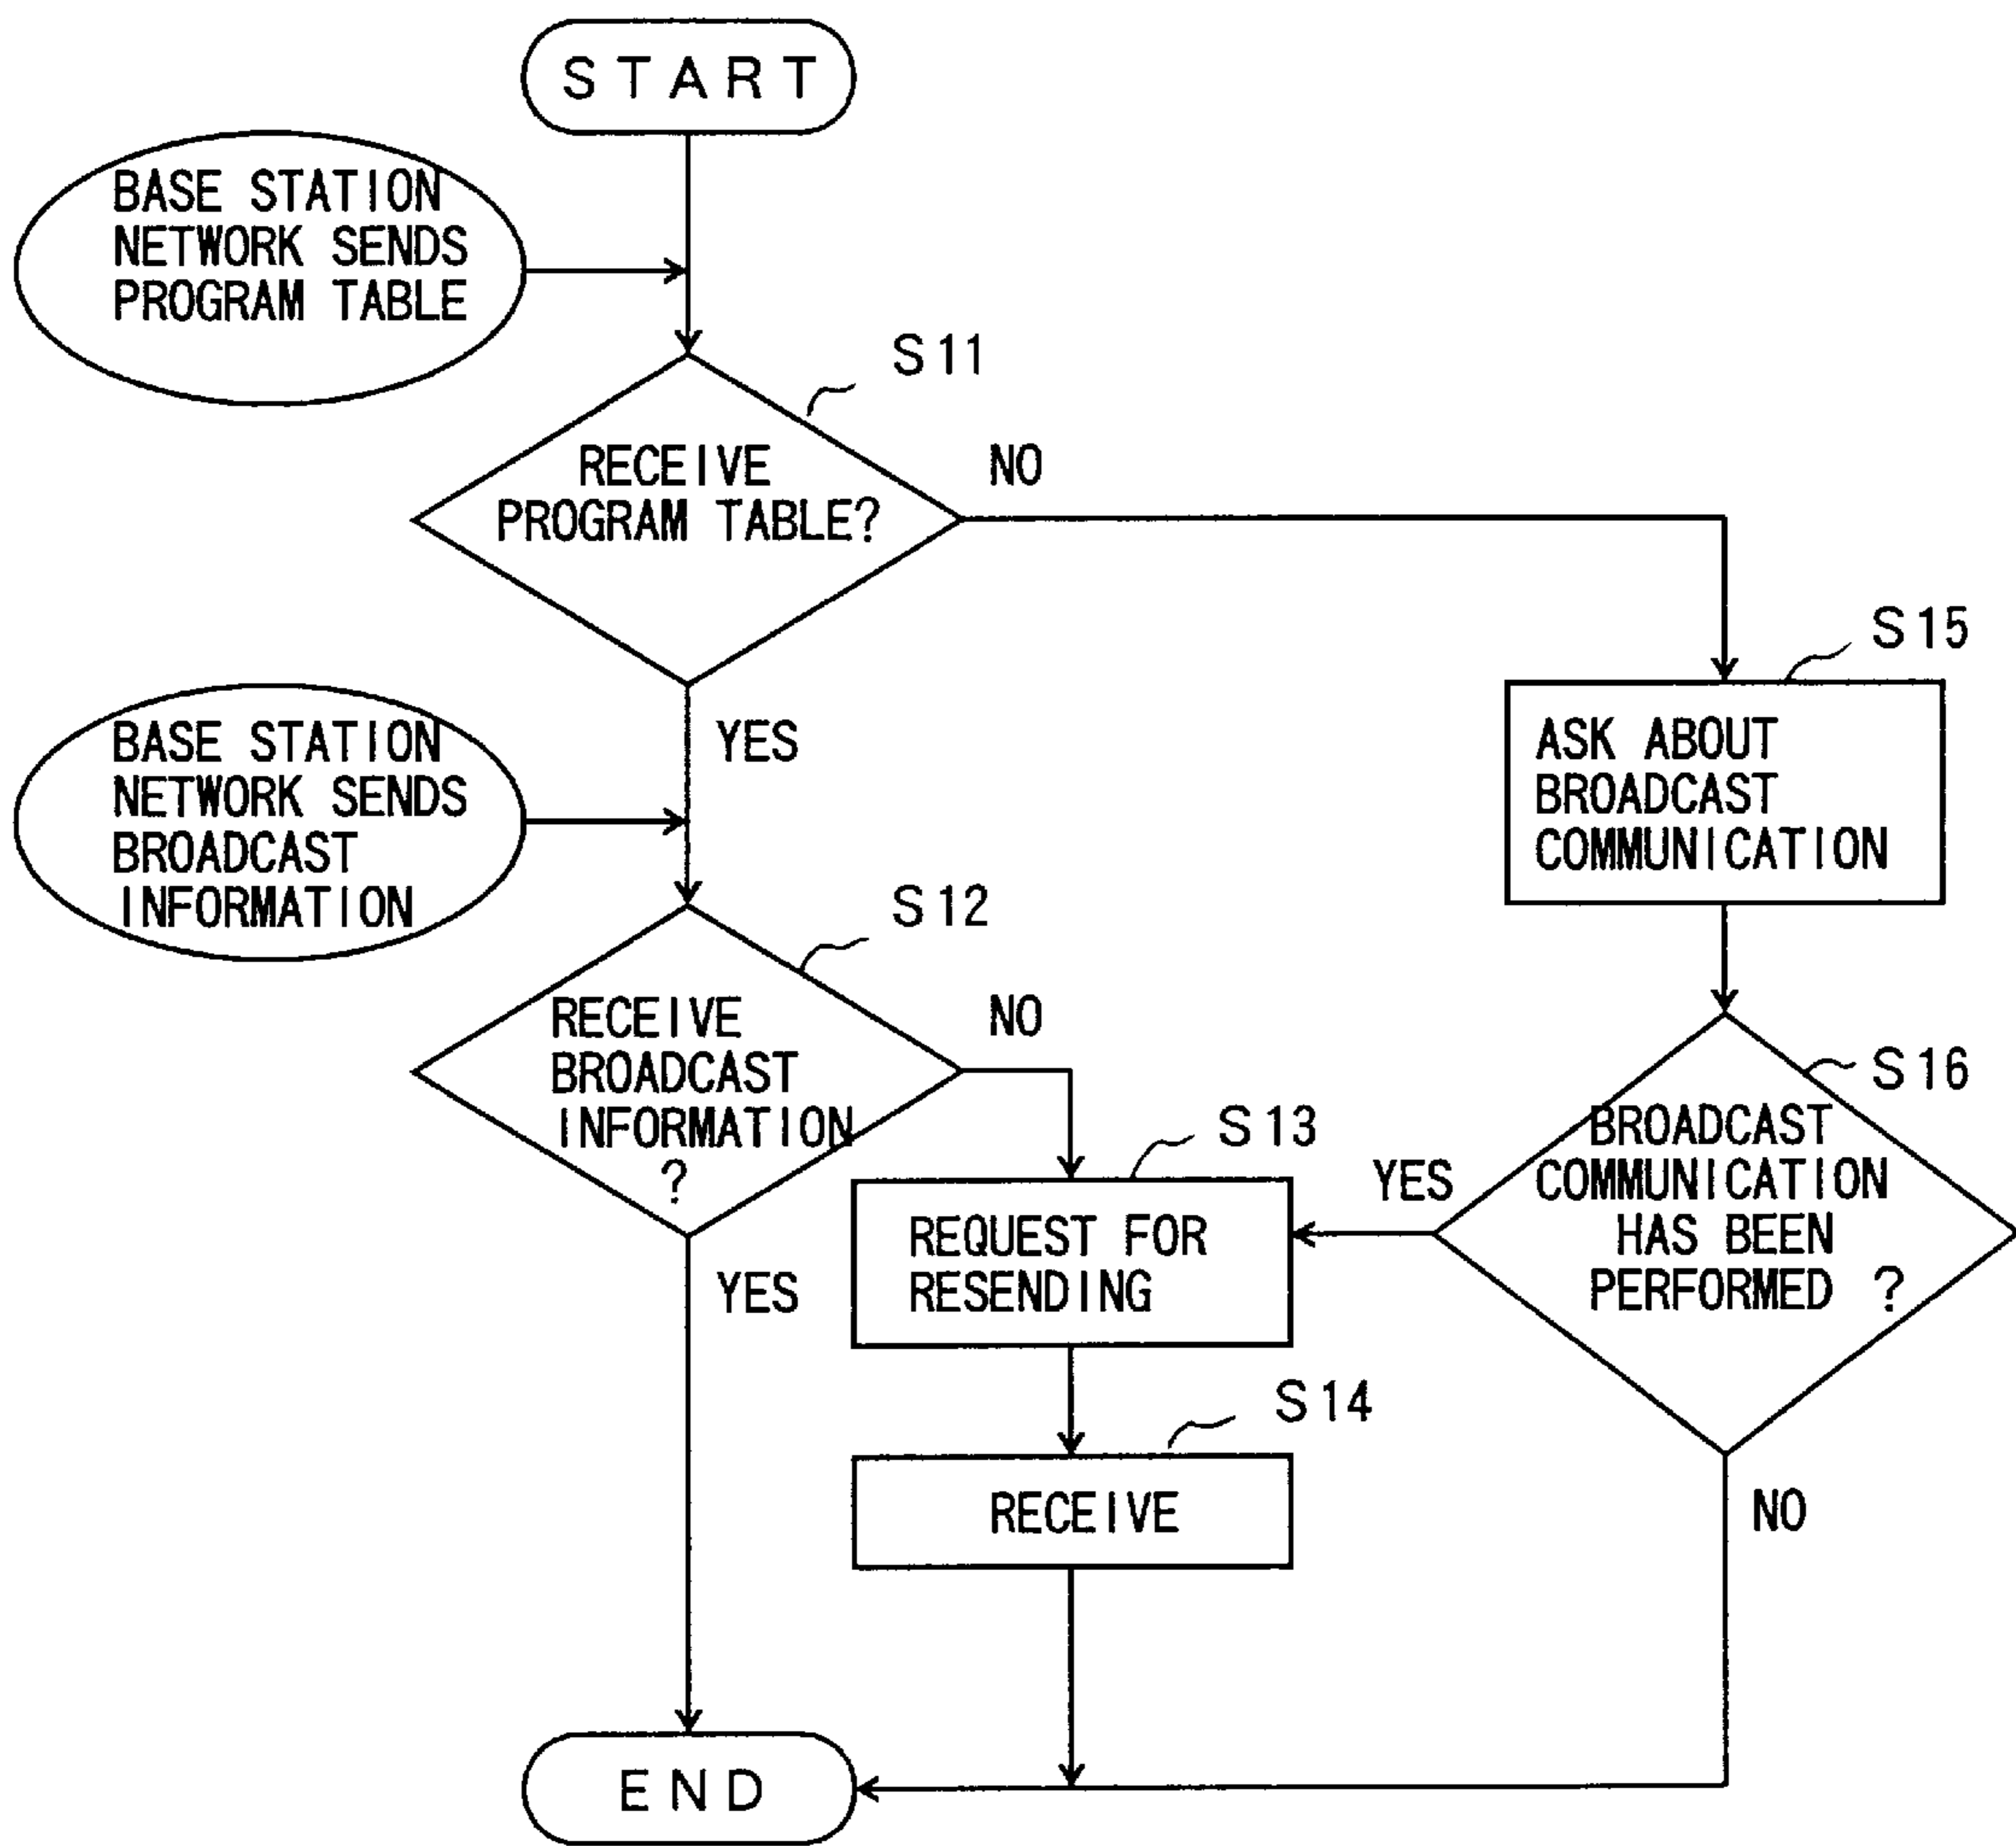 START
BASE STATION
NETWORK SENDS
PROGRAM TABLE
S11
RECEIVE
PROGRAM TABLE?
NO
YES
S15
ASK ABOUT
BROADCAST
COMMUNICATION
BASE STATION
NETWORK SENDS
BROADCAST
INFORMATION
S12
RECEIVE
BROADCAST
INFORMATION
?
NO
YES
S13
REQUEST FOR
RESENDING
S16
BROADCAST
COMMUNICATION
HAS BEEN
PERFORMED ?
YES
NO
S14
RECEIVE
END